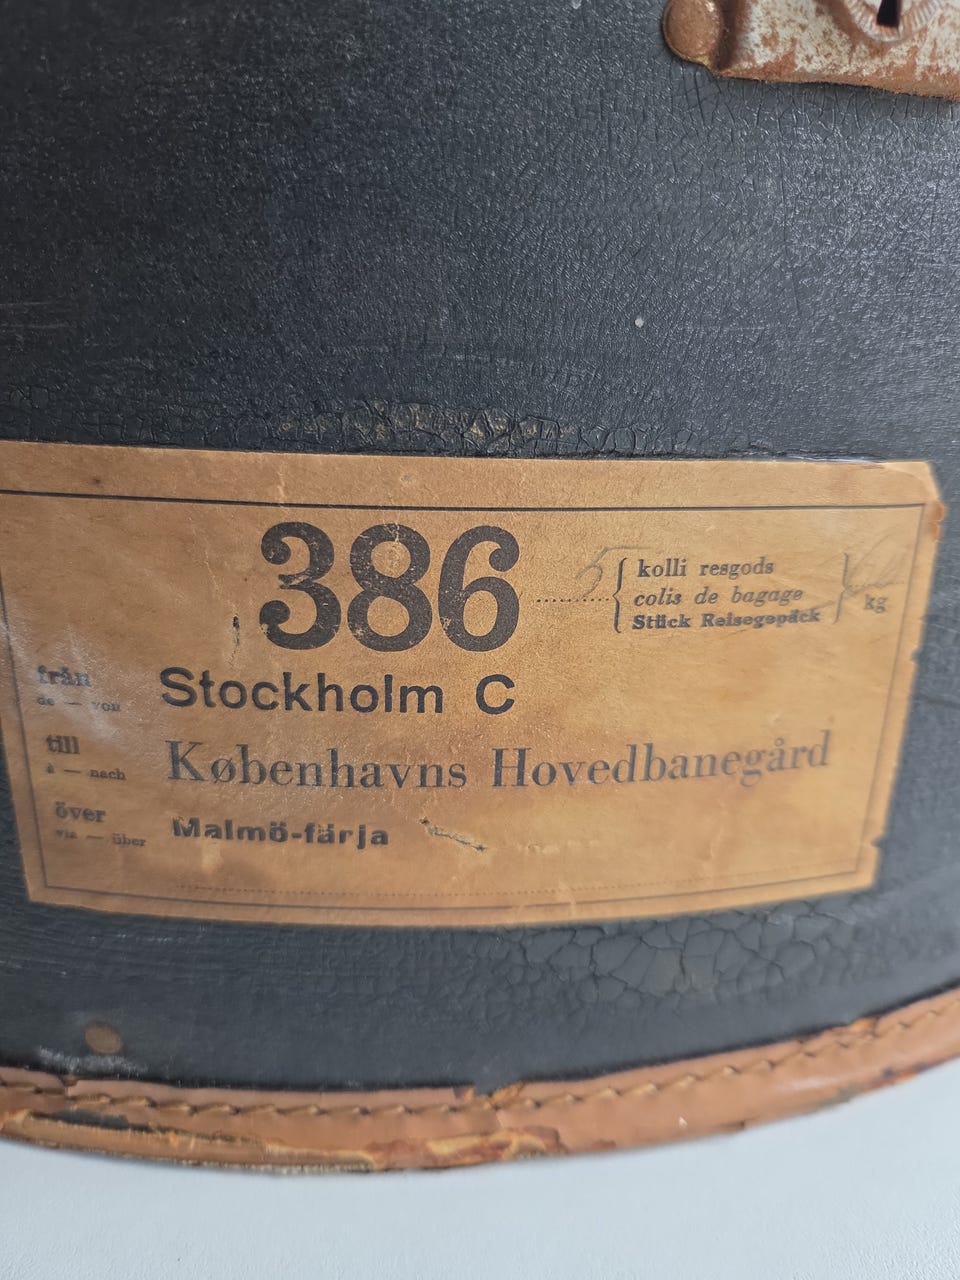 386
5 kolli resgods
colis de bagage
Stück Reisegepäck
kg
från Stockholm C
de — von
till Københavns Hovedbanegård
à — nach
över Malmö-färja
via — über